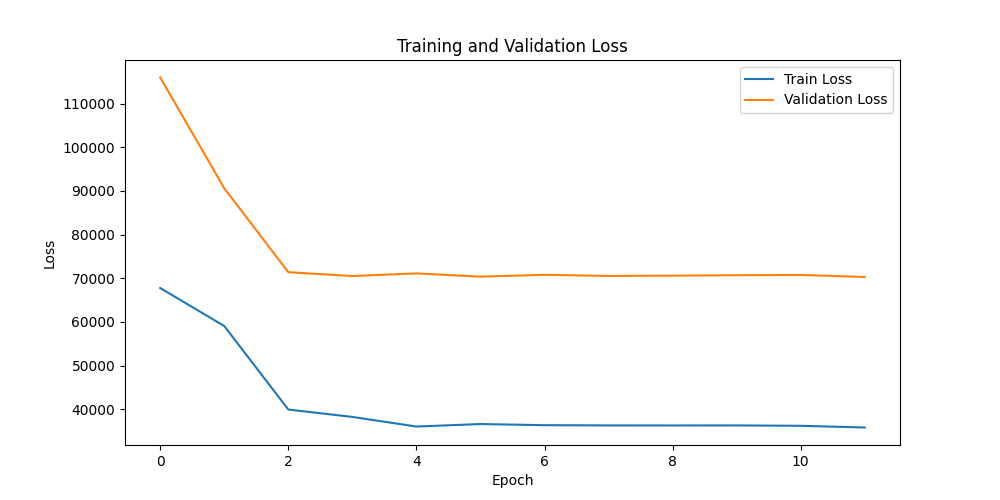 Training and Validation Loss
Train Loss
Validation Loss
110000
100000
90000
80000
70000
60000
50000
40000
Loss
0 2 4 6 8 10
Epoch